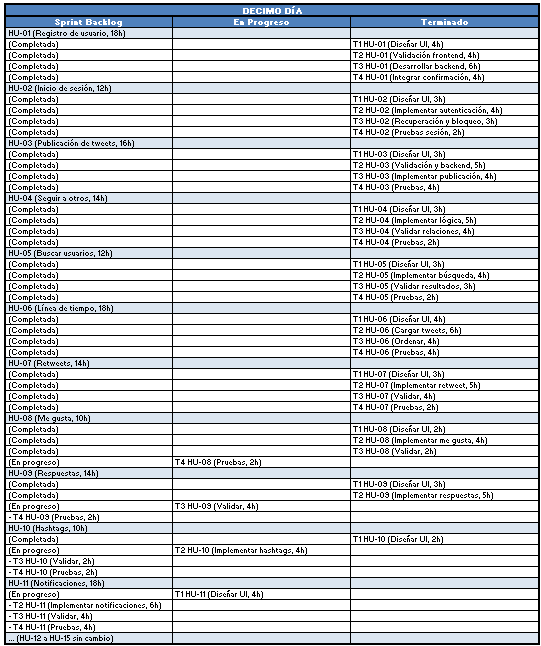 DECIMO DÍA
Sprint Backlog En Progreso Terminado
HU-01 (Registro de usuario, 18h)
(Completada) T1 HU-01 (Diseñar UI, 4h)
(Completada) T2 HU-01 (Validación frontend, 4h)
(Completada) T3 HU-01 (Desarrollar backend, 6h)
(Completada) T4 HU-01 (Integrar confirmación, 4h)
HU-02 (Inicio de sesión, 12h)
(Completada) T1 HU-02 (Diseñar UI, 3h)
(Completada) T2 HU-02 (Implementar autenticación, 4h)
(Completada) T3 HU-02 (Recuperación y bloqueo, 3h)
(Completada) T4 HU-02 (Pruebas sesión, 2h)
HU-03 (Publicación de tweets, 16h)
(Completada) T1 HU-03 (Diseñar UI, 3h)
(Completada) T2 HU-03 (Validación y backend, 5h)
(Completada) T3 HU-03 (Implementar publicación, 4h)
(Completada) T4 HU-03 (Pruebas, 4h)
HU-04 (Seguir a otros, 14h)
(Completada) T1 HU-04 (Diseñar UI, 3h)
(Completada) T2 HU-04 (Implementar lógica, 5h)
(Completada) T3 HU-04 (Validar relaciones, 4h)
(Completada) T4 HU-04 (Pruebas, 2h)
HU-05 (Buscar usuarios, 12h)
(Completada) T1 HU-05 (Diseñar UI, 3h)
(Completada) T2 HU-05 (Implementar búsqueda, 4h)
(Completada) T3 HU-05 (Validar resultados, 3h)
(Completada) T4 HU-05 (Pruebas, 2h)
HU-06 (Línea de tiempo, 18h)
(Completada) T1 HU-06 (Diseñar UI, 4h)
(Completada) T2 HU-06 (Cargar tweets, 6h)
(Completada) T3 HU-06 (Ordenar, 4h)
(Completada) T4 HU-06 (Pruebas, 4h)
HU-07 (Retweets, 14h)
(Completada) T1 HU-07 (Diseñar UI, 3h)
(Completada) T2 HU-07 (Implementar retweet, 5h)
(Completada) T3 HU-07 (Validar, 4h)
(Completada) T4 HU-07 (Pruebas, 2h)
HU-08 (Me gusta, 10h)
(Completada) T1 HU-08 (Diseñar UI, 2h)
(Completada) T2 HU-08 (Implementar me gusta, 4h)
(Completada) T3 HU-08 (Validar, 2h)
(En progreso) T4 HU-08 (Pruebas, 2h)
HU-09 (Respuestas, 14h)
(Completada) T1 HU-09 (Diseñar UI, 3h)
(Completada) T2 HU-09 (Implementar respuestas, 5h)
(En progreso) T3 HU-09 (Validar, 4h)
- T4 HU-09 (Pruebas, 2h)
HU-10 (Hashtags, 10h)
(Completada) T1 HU-10 (Diseñar UI, 2h)
(En progreso) T2 HU-10 (Implementar hashtags, 4h)
- T3 HU-10 (Validar, 2h)
- T4 HU-10 (Pruebas, 2h)
HU-11 (Notificaciones, 18h)
(En progreso) T1 HU-11 (Diseñar UI, 4h)
- T2 HU-11 (Implementar notificaciones, 6h)
- T3 HU-11 (Validar, 4h)
- T4 HU-11 (Pruebas, 4h)
... (HU-12 a HU-15 sin cambio)